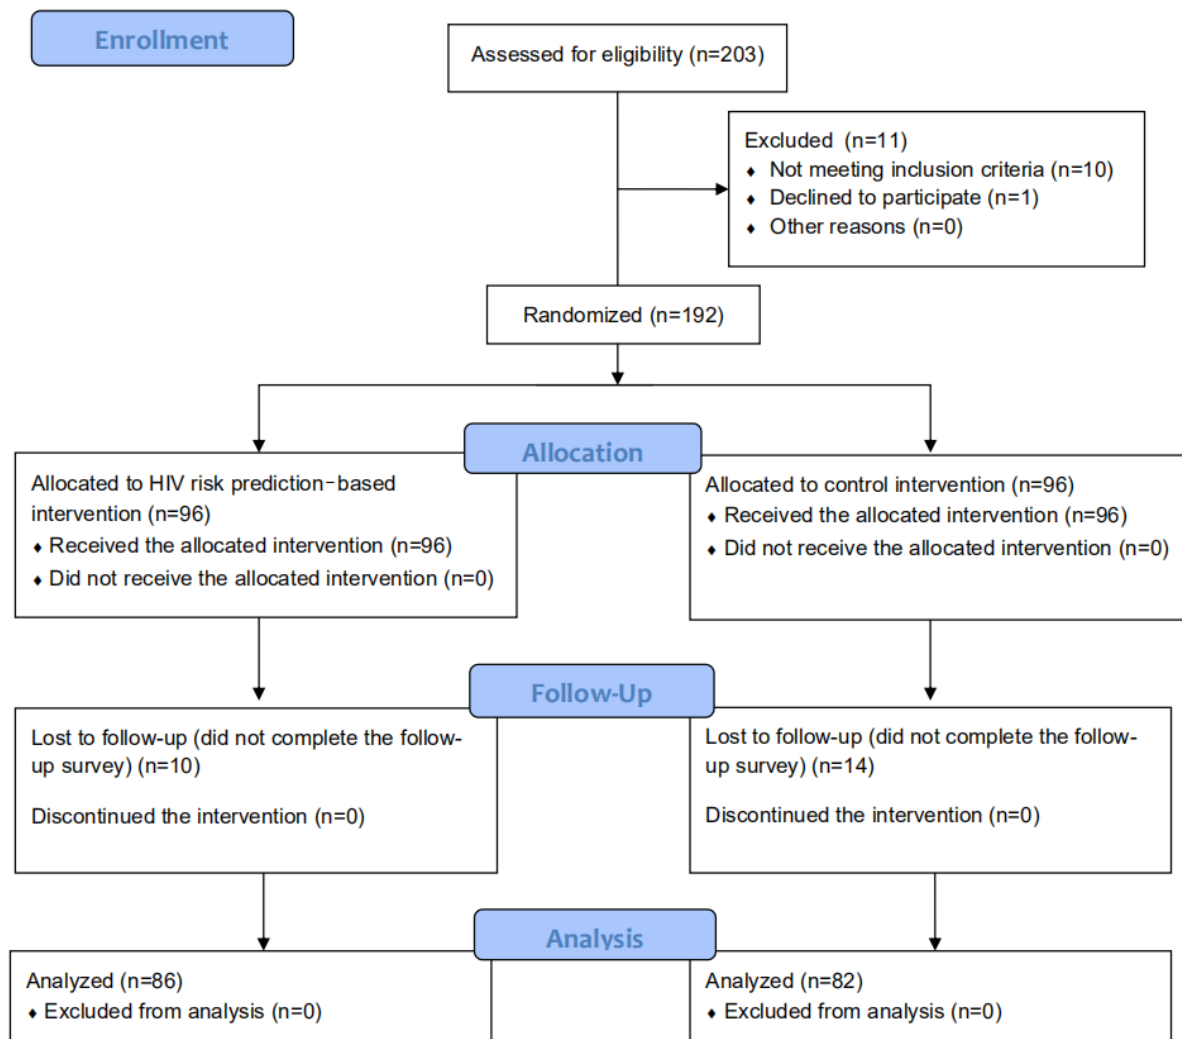 Enrollment
Assessed for eligibility (n=203)
Excluded (n=11)
♦ Not meeting inclusion criteria (n=10)
♦ Declined to participate (n=1)
♦ Other reasons (n=0)
Randomized (n=192)
Allocation
Allocated to HIV risk prediction-based
intervention (n=96)
♦ Received the allocated intervention (n=96)
♦ Did not receive the allocated intervention (n=0)
Allocated to control intervention (n=96)
♦ Received the allocated intervention (n=96)
♦ Did not receive the allocated intervention (n=0)
Follow-Up
Lost to follow-up (did not complete the follow-
up survey) (n=10)
Discontinued the intervention (n=0)
Lost to follow-up (did not complete the follow-
up survey) (n=14)
Discontinued the intervention (n=0)
Analysis
Analyzed (n=86)
♦ Excluded from analysis (n=0)
Analyzed (n=82)
♦ Excluded from analysis (n=0)